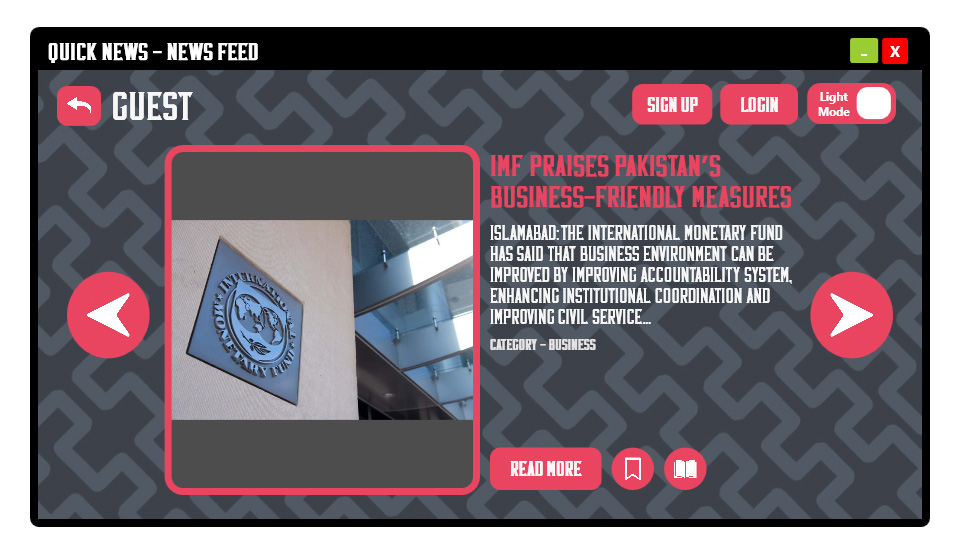 QUICK NEWS - NEWS FEED
-
X
GUEST
SIGN UP
LOGIN
Light
Mode
IMF PRAISES PAKISTAN'S
BUSINESS-FRIENDLY MEASURES
ISLAMABAD: THE INTERNATIONAL MONETARY FUND
HAS SAID THAT BUSINESS ENVIRONMENT CAN BE
IMPROVED BY IMPROVING ACCOUNTABILITY SYSTEM,
ENHANCING INSTITUTIONAL COORDINATION AND
IMPROVING CIVIL SERVICE...
CATEGORY - BUSINESS
INTERNATIONAL
MONETARY FUND
READ MORE